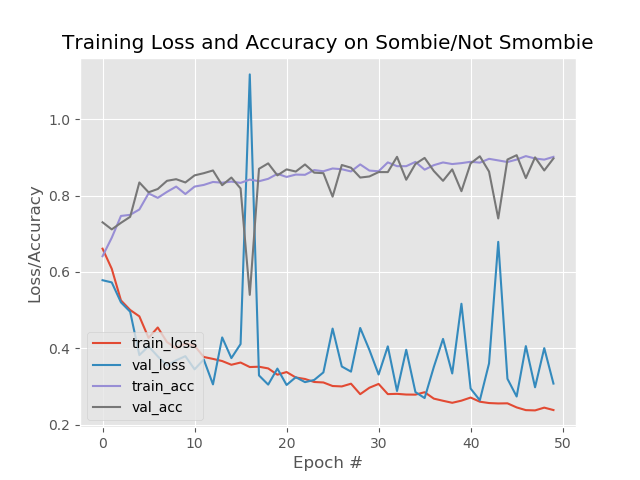 Training Loss and Accuracy on Sombie/Not Smombie
Loss/Accuracy
1.0
0.8
0.6
0.4
0.2
train_loss
val_loss
train_acc
val_acc
0 10 20 30 40 50
Epoch #